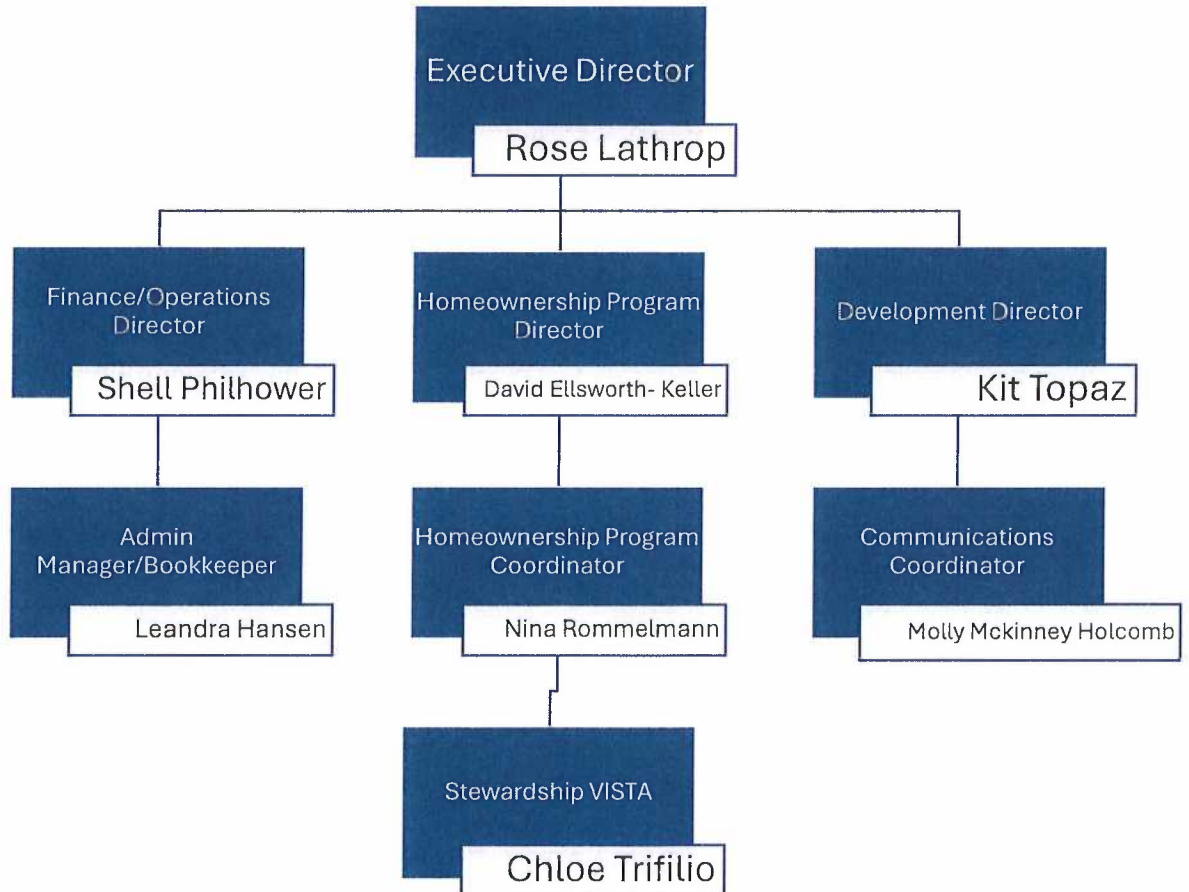 Executive Director
Rose Lathrop
Finance/Operations
Director
Shell Philhower
Homeownership Program
Director
David Ellsworth- Keller
Development Director
Kit Topaz
Admin
Manager/Bookkeeper
Leandra Hansen
Homeownership Program
Coordinator
Nina Rommelmann
Communications
Coordinator
Molly Mckinney Holcomb
Stewardship VISTA
Chloe Trifilio